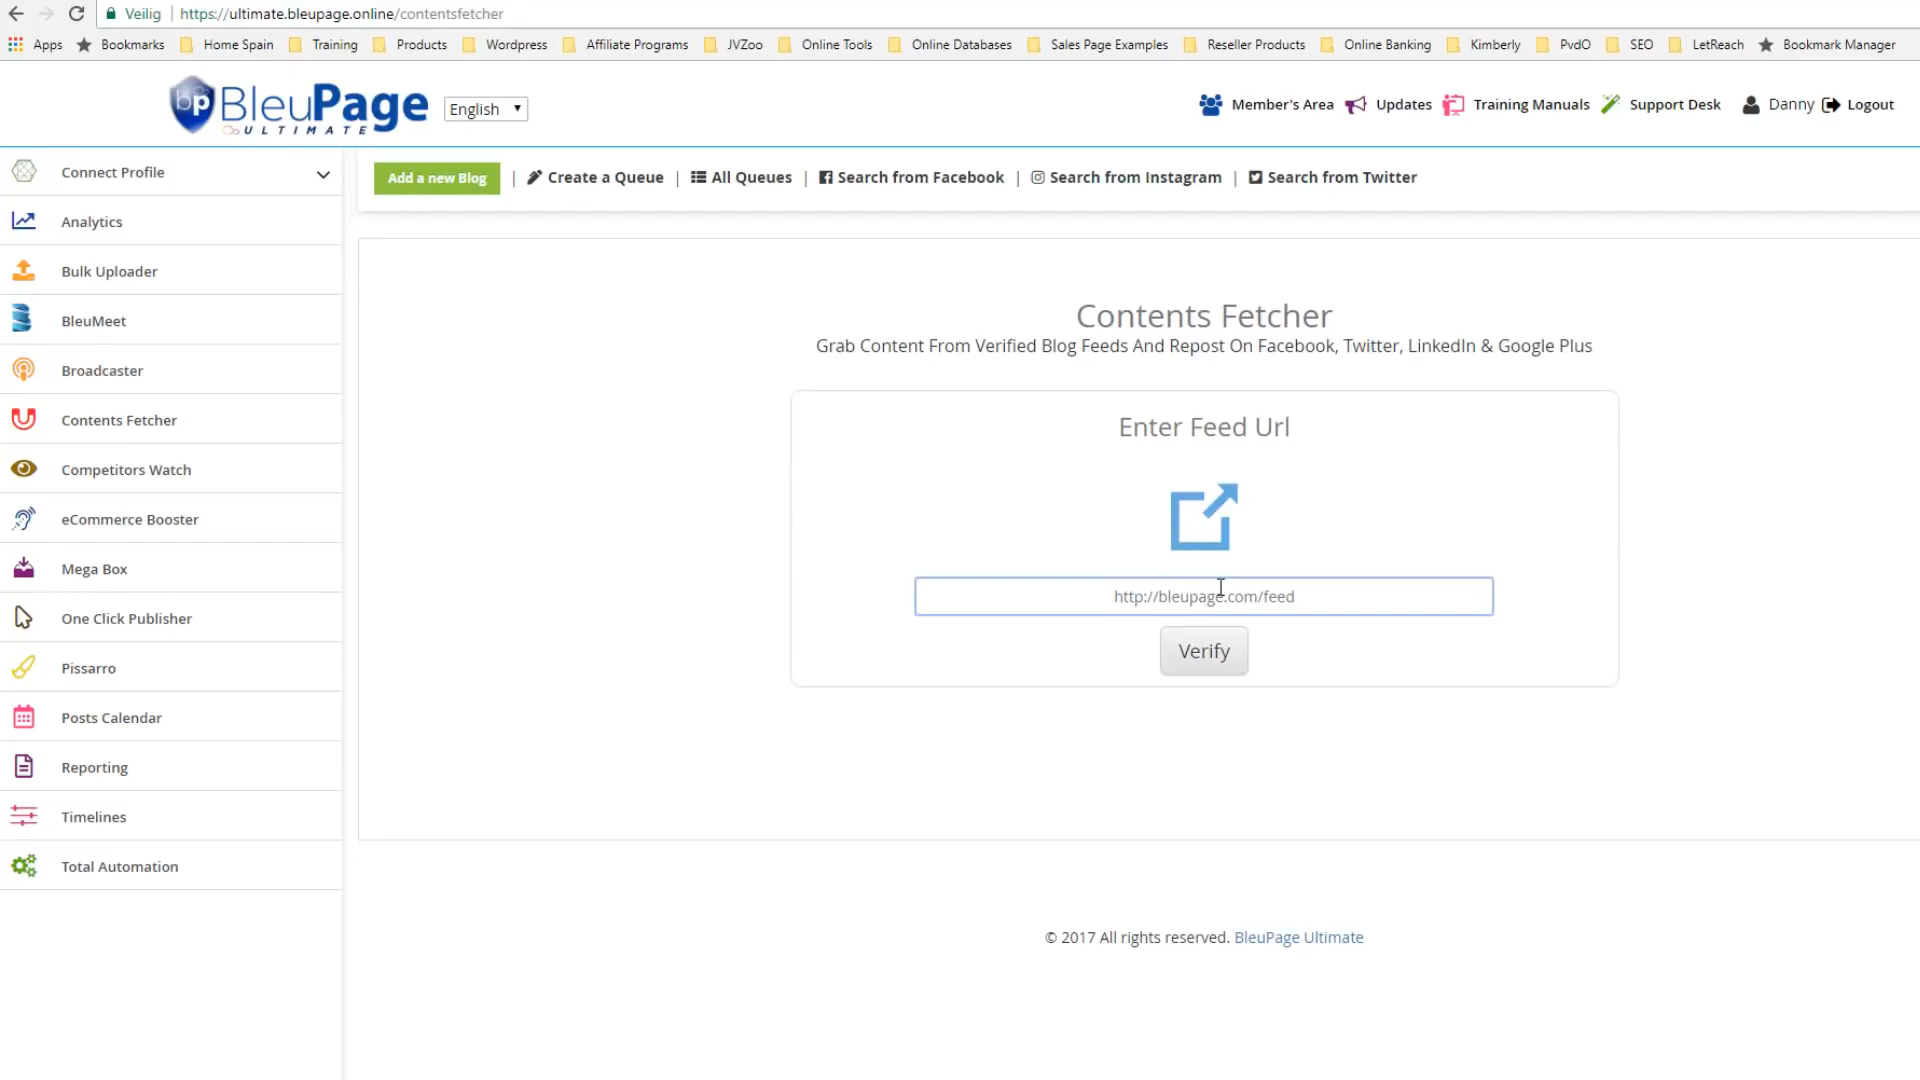 Veilig https://ultimate.bleupage.online/contentsfetcher
Apps Bookmarks Home Spain Training Products Wordpress Affiliate Programs JVZoo Online Tools Online Databases Sales Page Examples Reseller Products Online Banking Kimberly PvdO SEO LetReach Bookmark Manager
bp BleuPage ULTIMATE English Member's Area Updates Training Manuals Support Desk Danny Logout
Connect Profile
Analytics
Bulk Uploader
BleuMeet
Broadcaster
Contents Fetcher
Competitors Watch
eCommerce Booster
Mega Box
One Click Publisher
Pissarro
Posts Calendar
Reporting
Timelines
Total Automation
Add a new Blog | Create a Queue | All Queues | Search from Facebook | Search from Instagram | Search from Twitter
Contents Fetcher
Grab Content From Verified Blog Feeds And Repost On Facebook, Twitter, LinkedIn & Google Plus
Enter Feed Url
http://bleupage.com/feed
Verify
© 2017 All rights reserved. BleuPage Ultimate